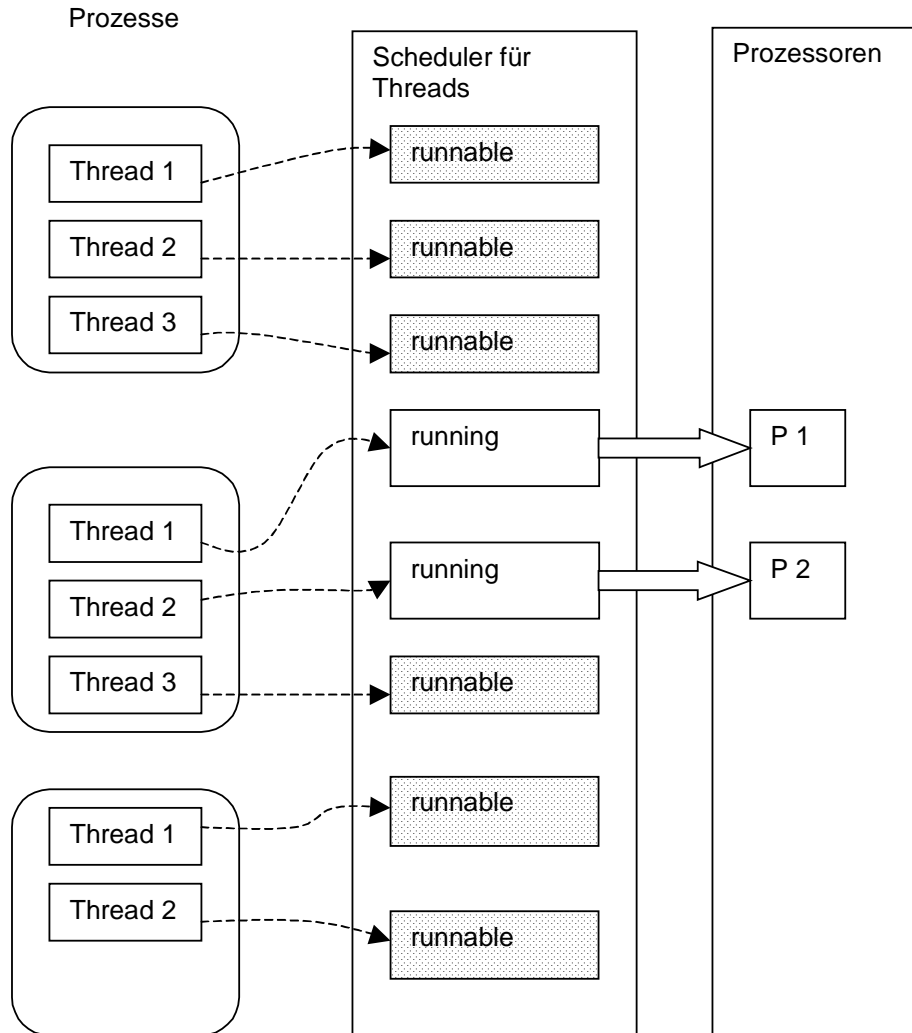 Prozesse
Scheduler für
Threads
Prozessoren
Thread 1
Thread 2
Thread 3
runnable
runnable
runnable
running
P 1
Thread 1
Thread 2
Thread 3
running
P 2
runnable
Thread 1
Thread 2
runnable
runnable